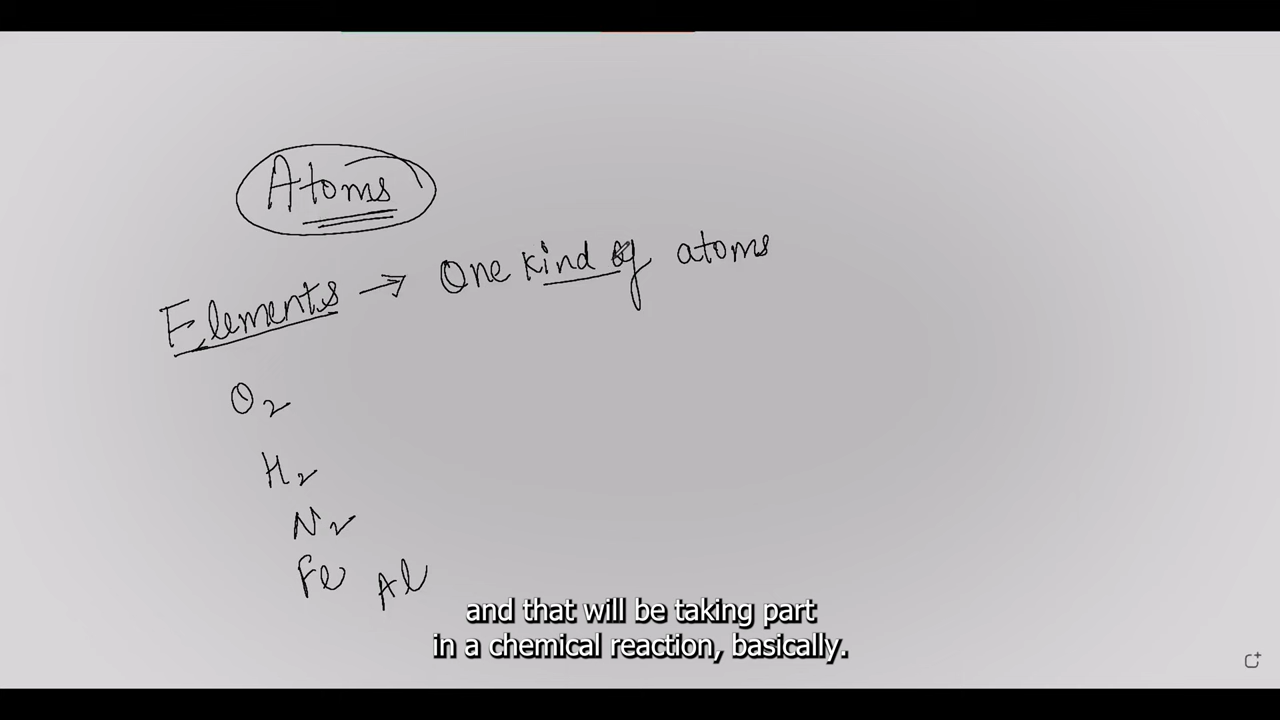 Atoms
Elements → One kind of atoms
O2
H2
N2
Fe Al
and that will be taking part
in a chemical reaction, basically.